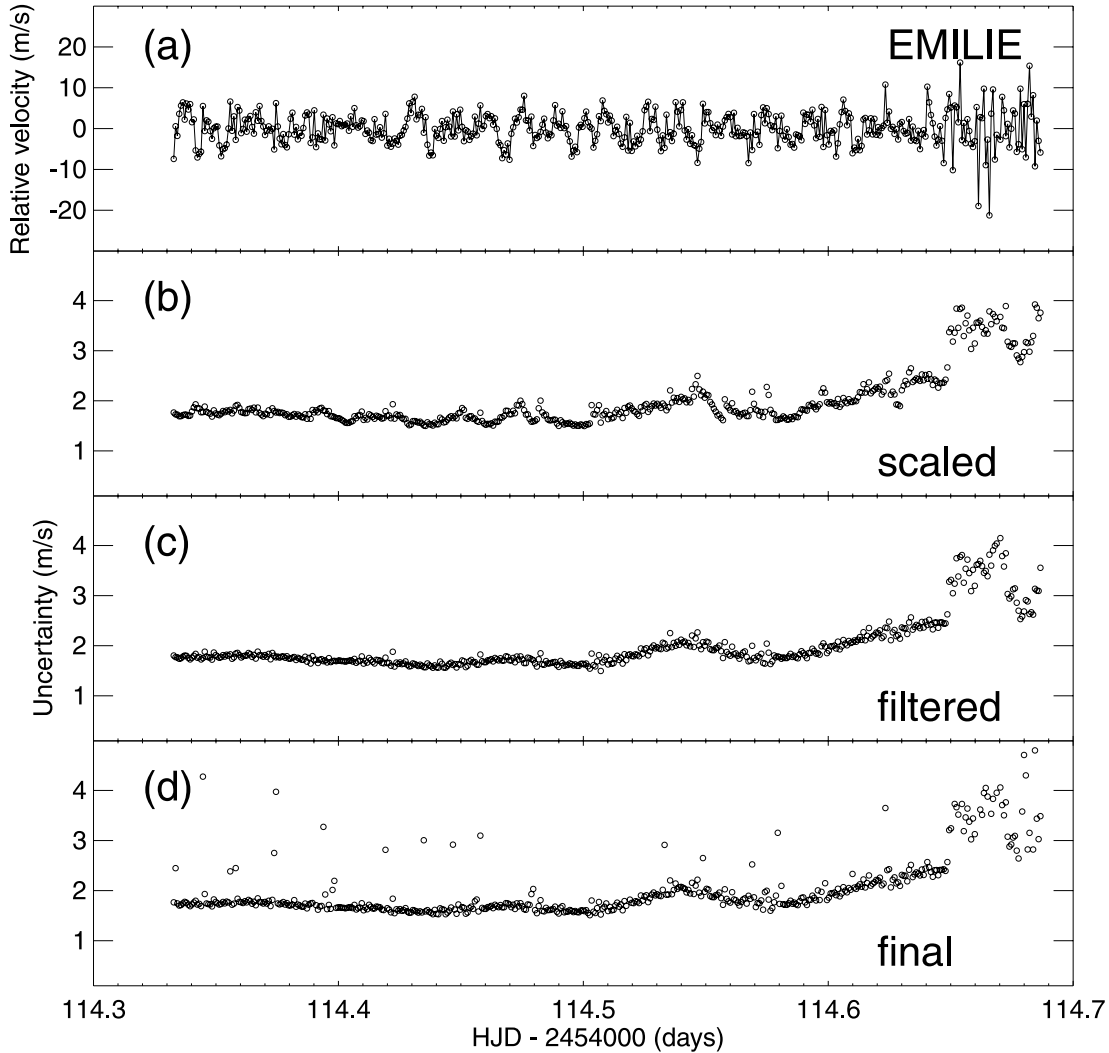 (a)
EMILIE
Relative velocity (m/s)
20
10
0
-10
-20
(b)
4
3
2
1
scaled
(c)
Uncertainty (m/s)
4
3
2
1
filtered
(d)
4
3
2
1
final
114.3
114.4
114.5
114.6
114.7
HJD - 2454000 (days)